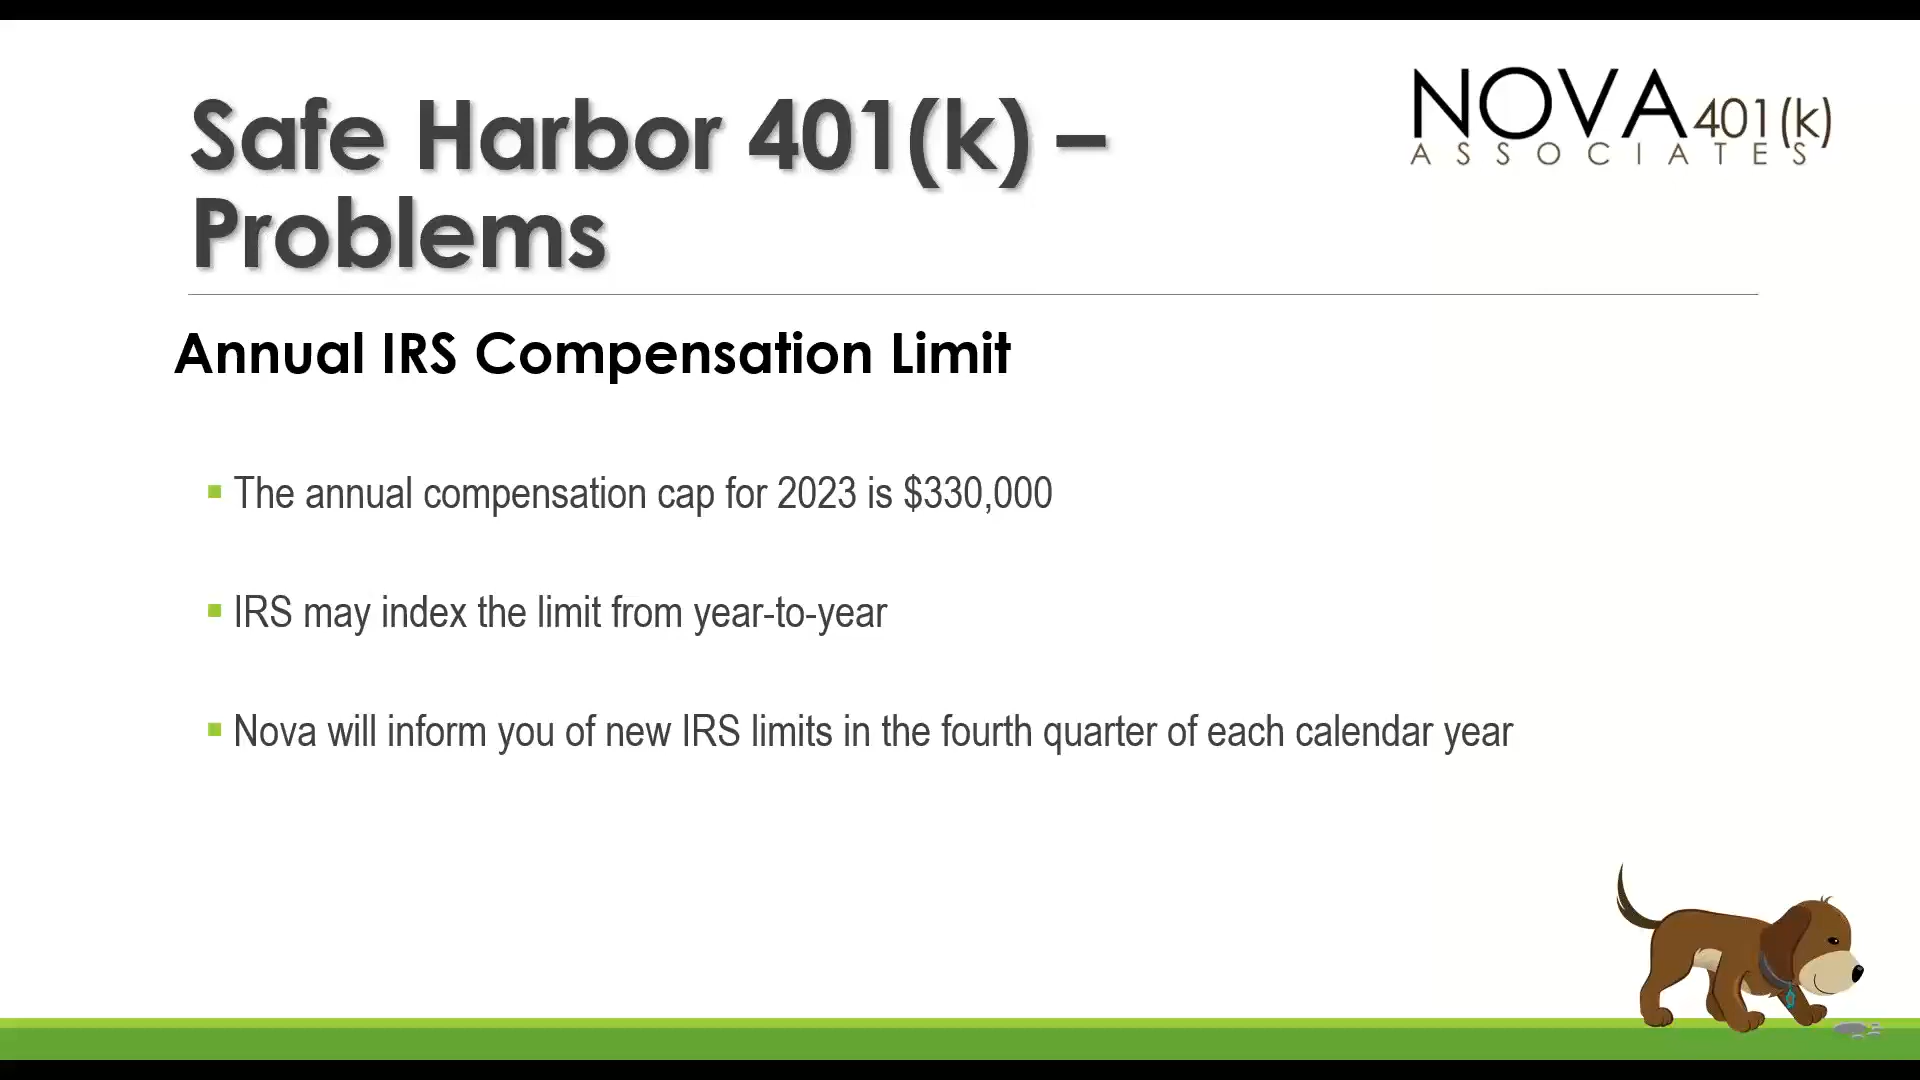 Safe Harbor 401(k) –
Problems
NOVA 401(k)
ASSOCIATES
Annual IRS Compensation Limit
The annual compensation cap for 2023 is $330,000
IRS may index the limit from year-to-year
Nova will inform you of new IRS limits in the fourth quarter of each calendar year